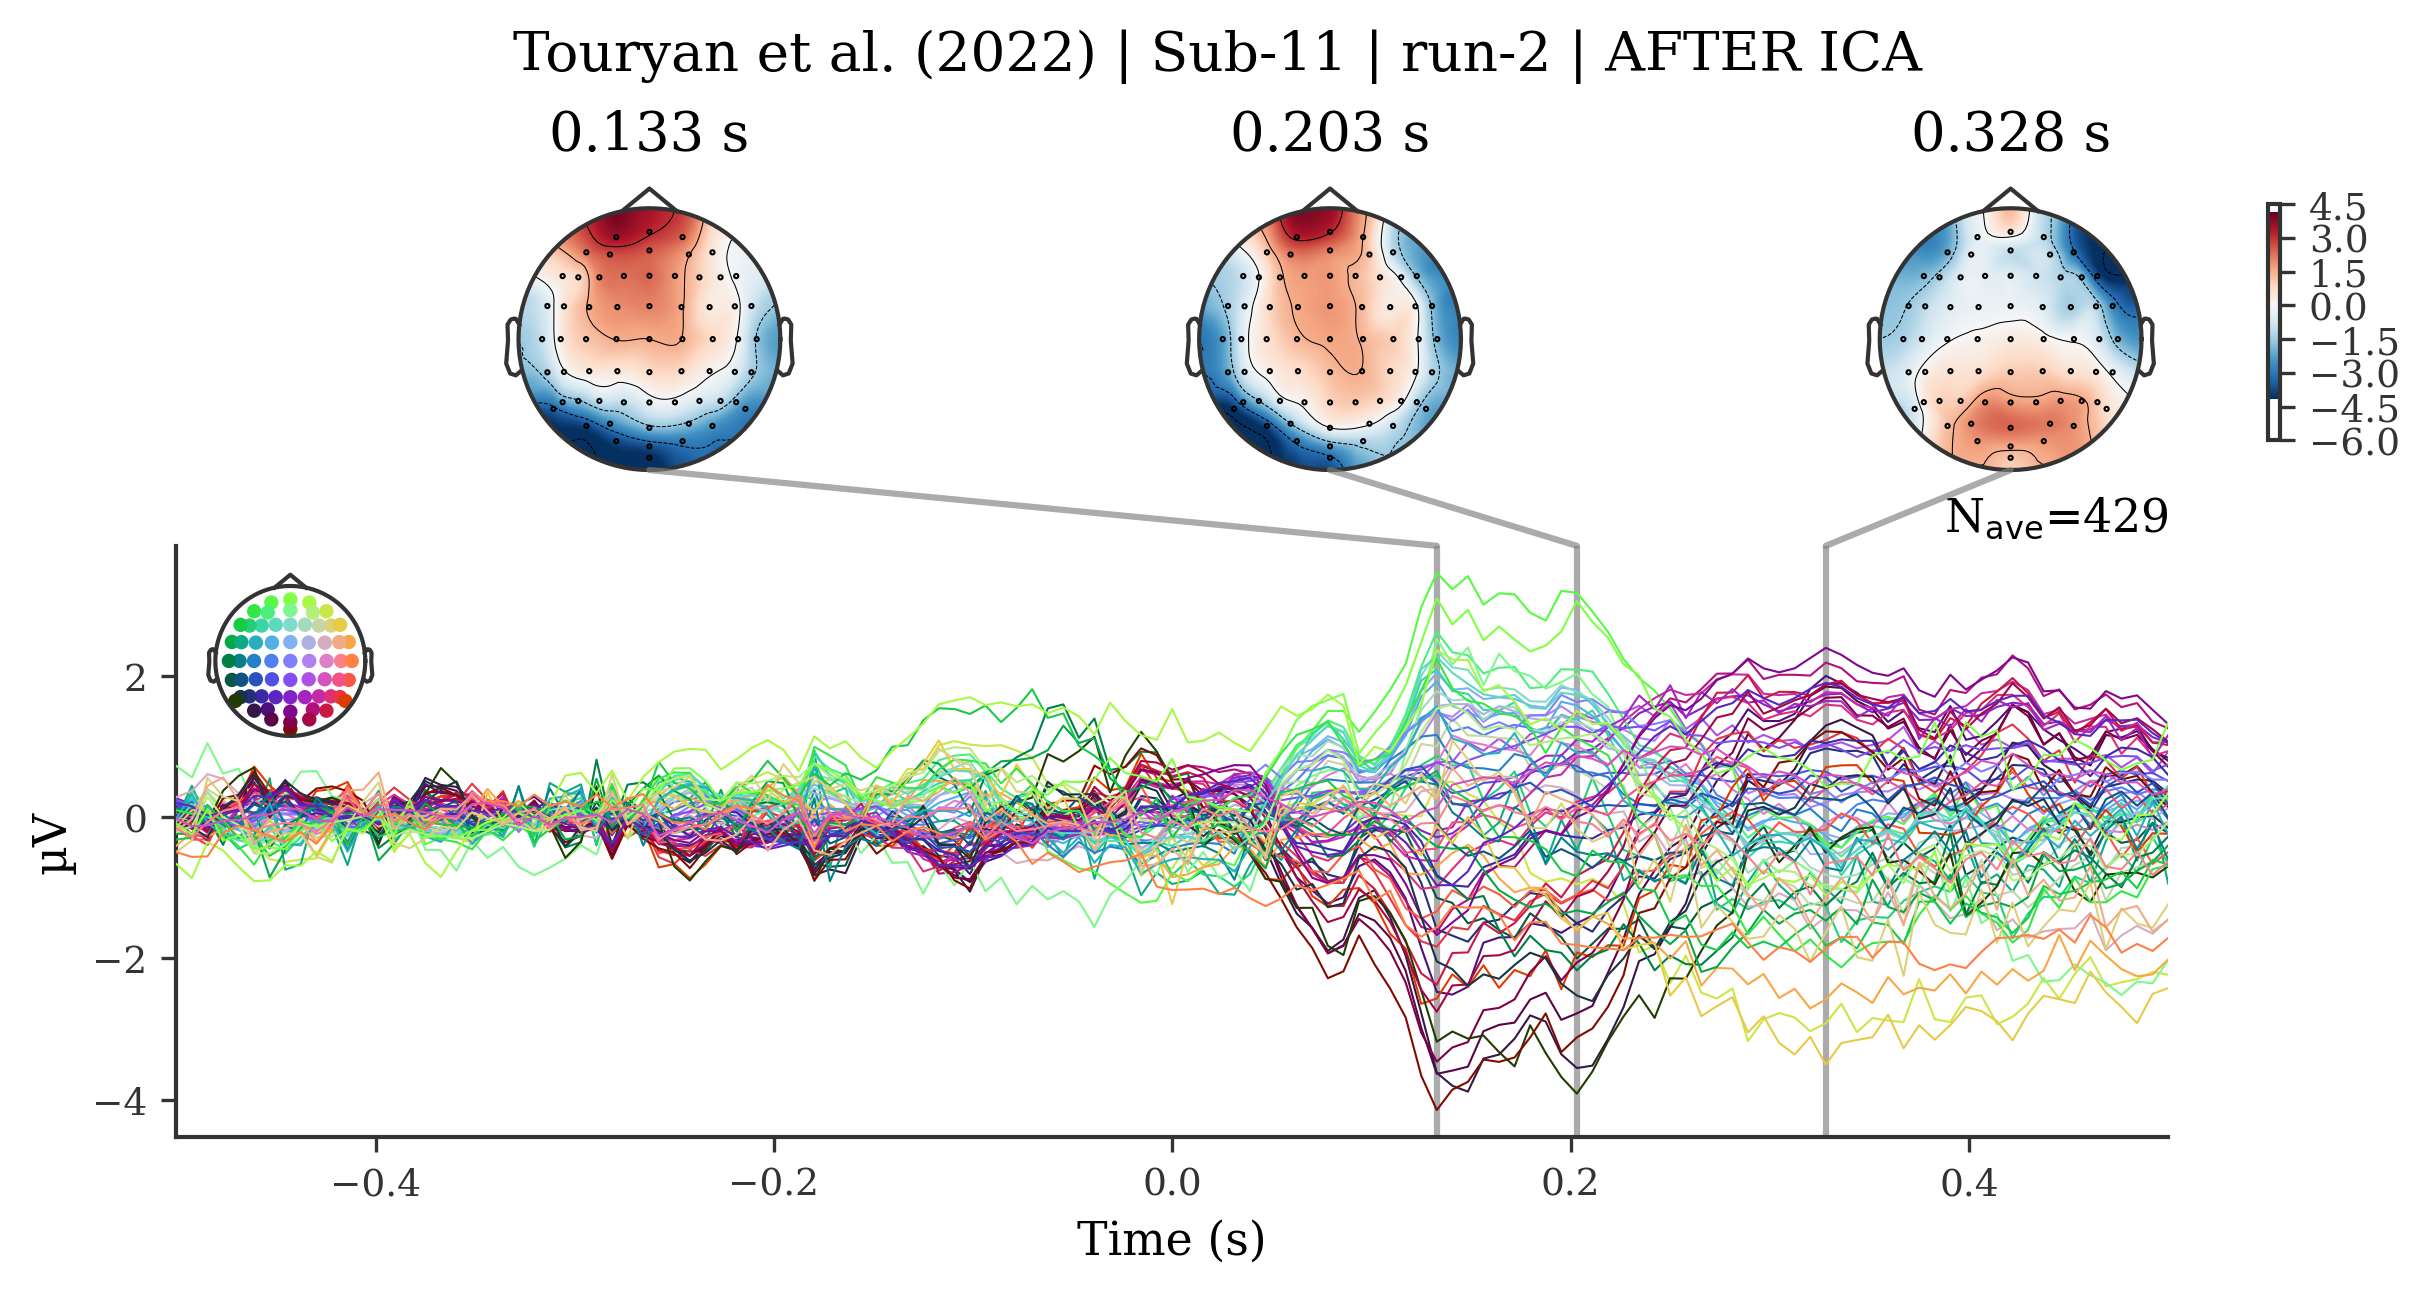 Touryan et al. (2022) | Sub-11 | run-2 | AFTER ICA
0.133 s
0.203 s
0.328 s
4.5
3.0
1.5
0.0
−1.5
−3.0
−4.5
−6.0
Nave=429
2
0
−2
−4
µV
−0.4
−0.2
0.0
0.2
0.4
Time (s)